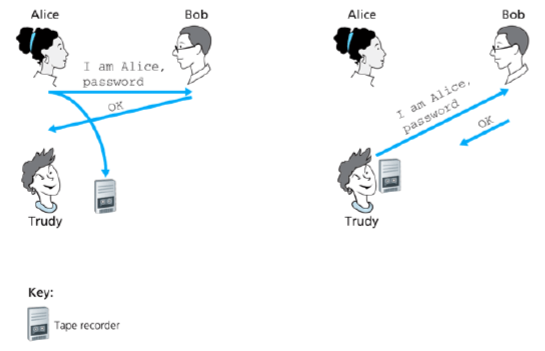 Alice
Bob
I am Alice,
password
OK
Trudy
Alice
Bob
I am Alice,
password
OK
Trudy
Key:
Tape recorder